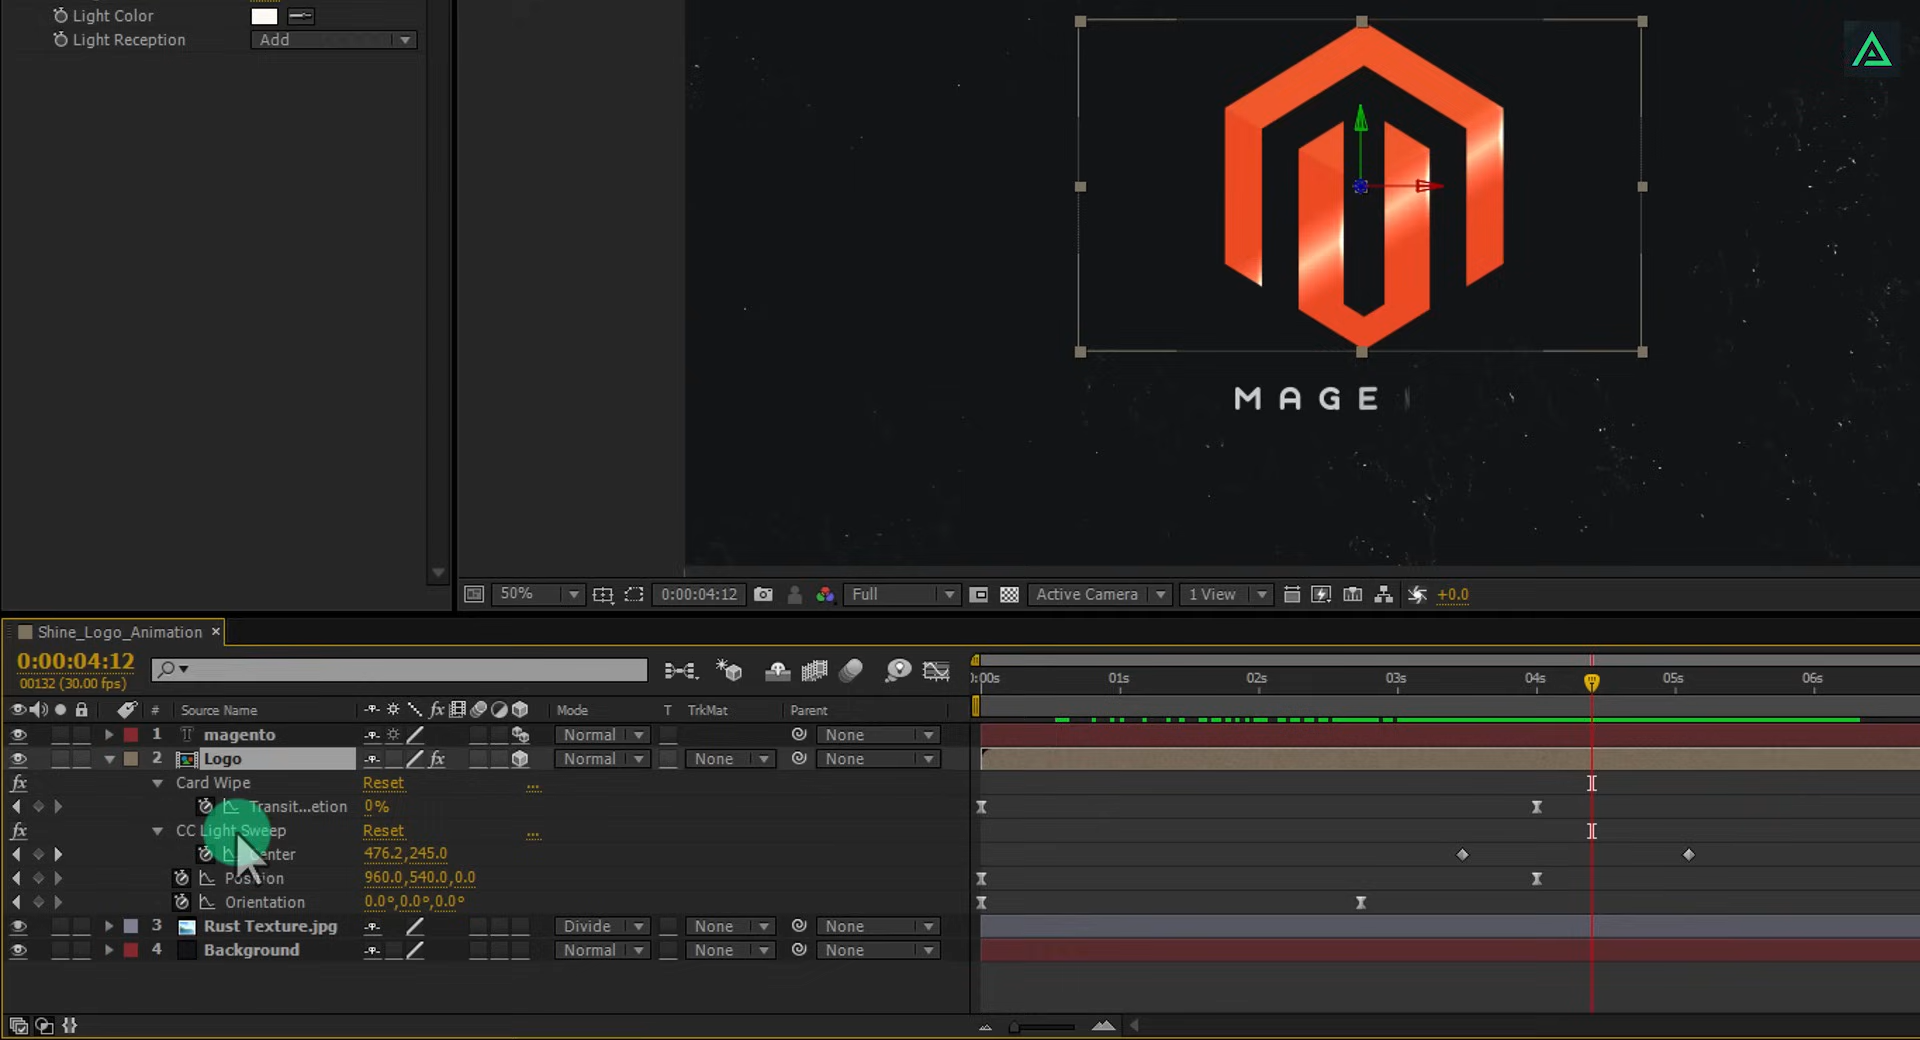 Light Color
Light Reception Add
MAGE
50% 0:00:04:12 Full Active Camera 1 View +0.0
Shine_Logo_Animation
0:00:04:12
00132 (30.00 fps)
):00s 01s 02s 03s 04s 05s 06s
# Source Name fx Mode T TrkMat Parent
1 T magento Normal None
2 Logo fx Normal None None
fx Card Wipe Reset ...
Transit...etion 0%
fx CC Light Sweep Reset ...
Center 476.2,245.0
Position 960.0,540.0,0.0
Orientation 0.0°,0.0°,0.0°
3 Rust Texture.jpg Divide None None
4 Background Normal None None